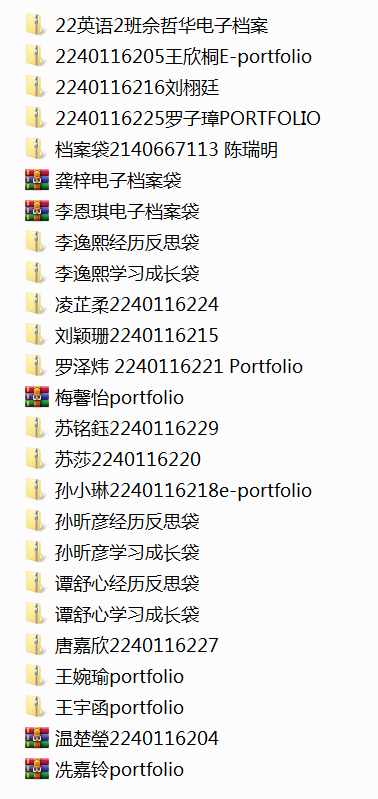 22英语2班佘哲华电子档案
2240116205王欣桐E-portfolio
2240116216刘栩廷
2240116225罗子璋PORTFOLIO
档案袋2140667113 陈瑞明
龚梓电子档案袋
李恩琪电子档案袋
李逸熙经历反思袋
李逸熙学习成长袋
凌芷柔2240116224
刘颖珊2240116215
罗泽炜 2240116221 Portfolio
梅馨怡portfolio
苏铭鈺2240116229
苏莎2240116220
孙小琳2240116218e-portfolio
孙昕彦经历反思袋
孙昕彦学习成长袋
谭舒心经历反思袋
谭舒心学习成长袋
唐嘉欣2240116227
王婉瑜portfolio
王宇函portfolio
温楚瑩2240116204
冼嘉铃portfolio